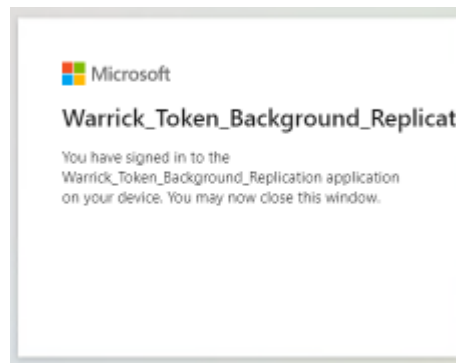 Microsoft
Warrick_Token_Background_Replicat
You have signed in to the
Warrick_Token_Background_Replication application
on your device. You may now close this window.